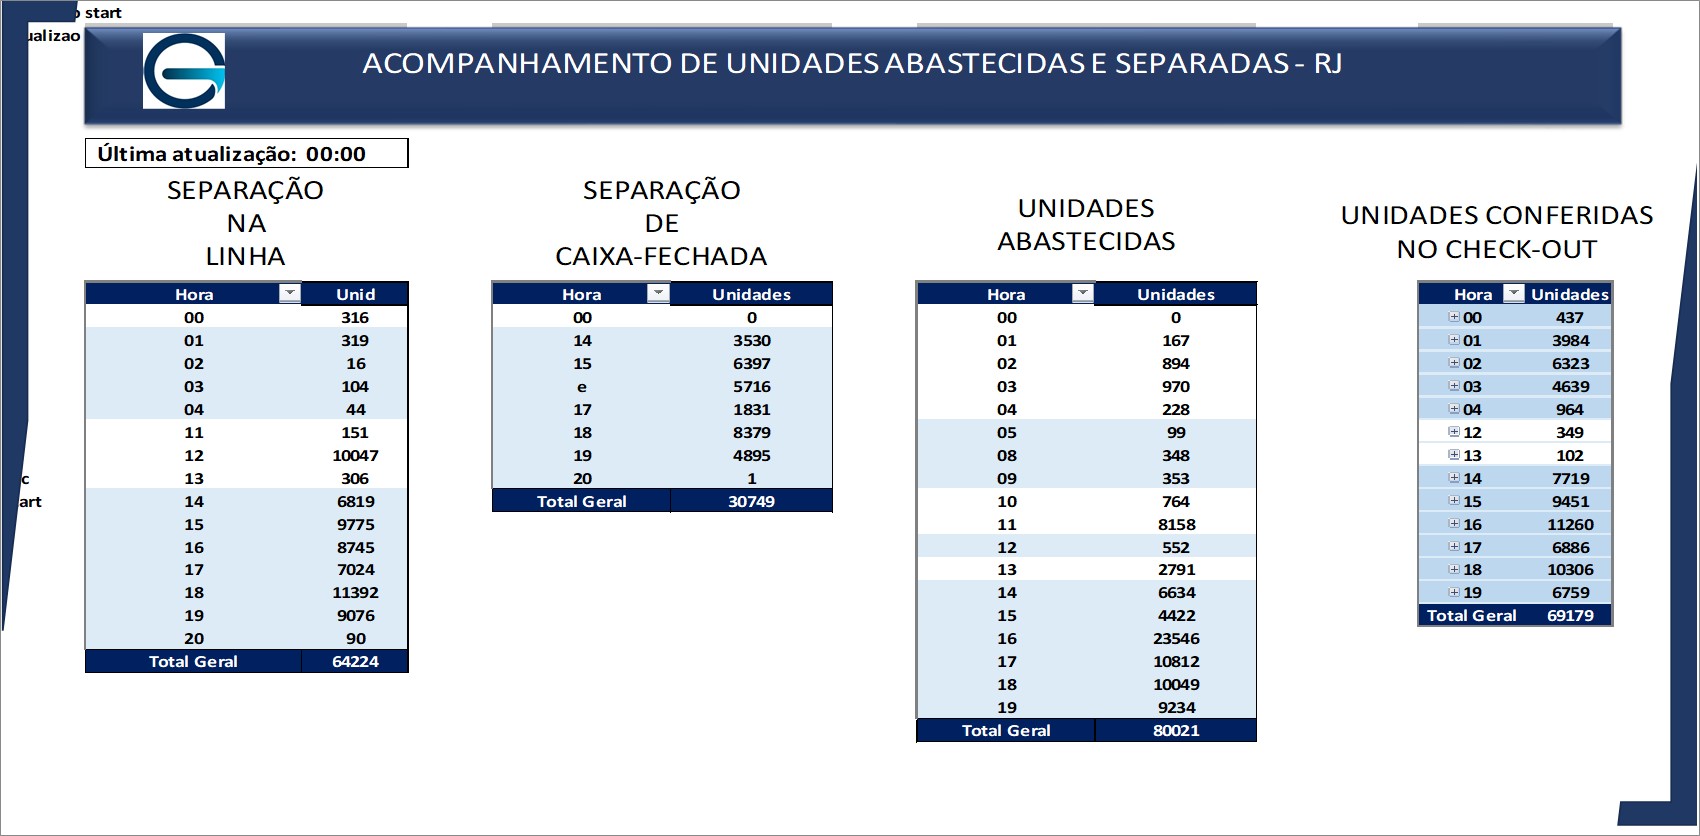 start
ualizao
ACOMPANHAMENTO DE UNIDADES ABASTECIDAS E SEPARADAS - RJ
Última atualização: 00:00
SEPARAÇÃO
NA
LINHA
Hora Unid
00 316
01 319
02 16
03 104
04 44
11 151
12 10047
13 306
14 6819
15 9775
16 8745
17 7024
18 11392
19 9076
20 90
Total Geral 64224
SEPARAÇÃO
DE
CAIXA-FECHADA
Hora Unidades
00 0
14 3530
15 6397
e 5716
17 1831
18 8379
19 4895
20 1
Total Geral 30749
UNIDADES
ABASTECIDAS
Hora Unidades
00 0
01 167
02 894
03 970
04 228
05 99
08 348
09 353
10 764
11 8158
12 552
13 2791
14 6634
15 4422
16 23546
17 10812
18 10049
19 9234
Total Geral 80021
UNIDADES CONFERIDAS
NO CHECK-OUT
Hora Unidades
00 437
01 3984
02 6323
03 4639
04 964
12 349
13 102
14 7719
15 9451
16 11260
17 6886
18 10306
19 6759
Total Geral 69179
c
art